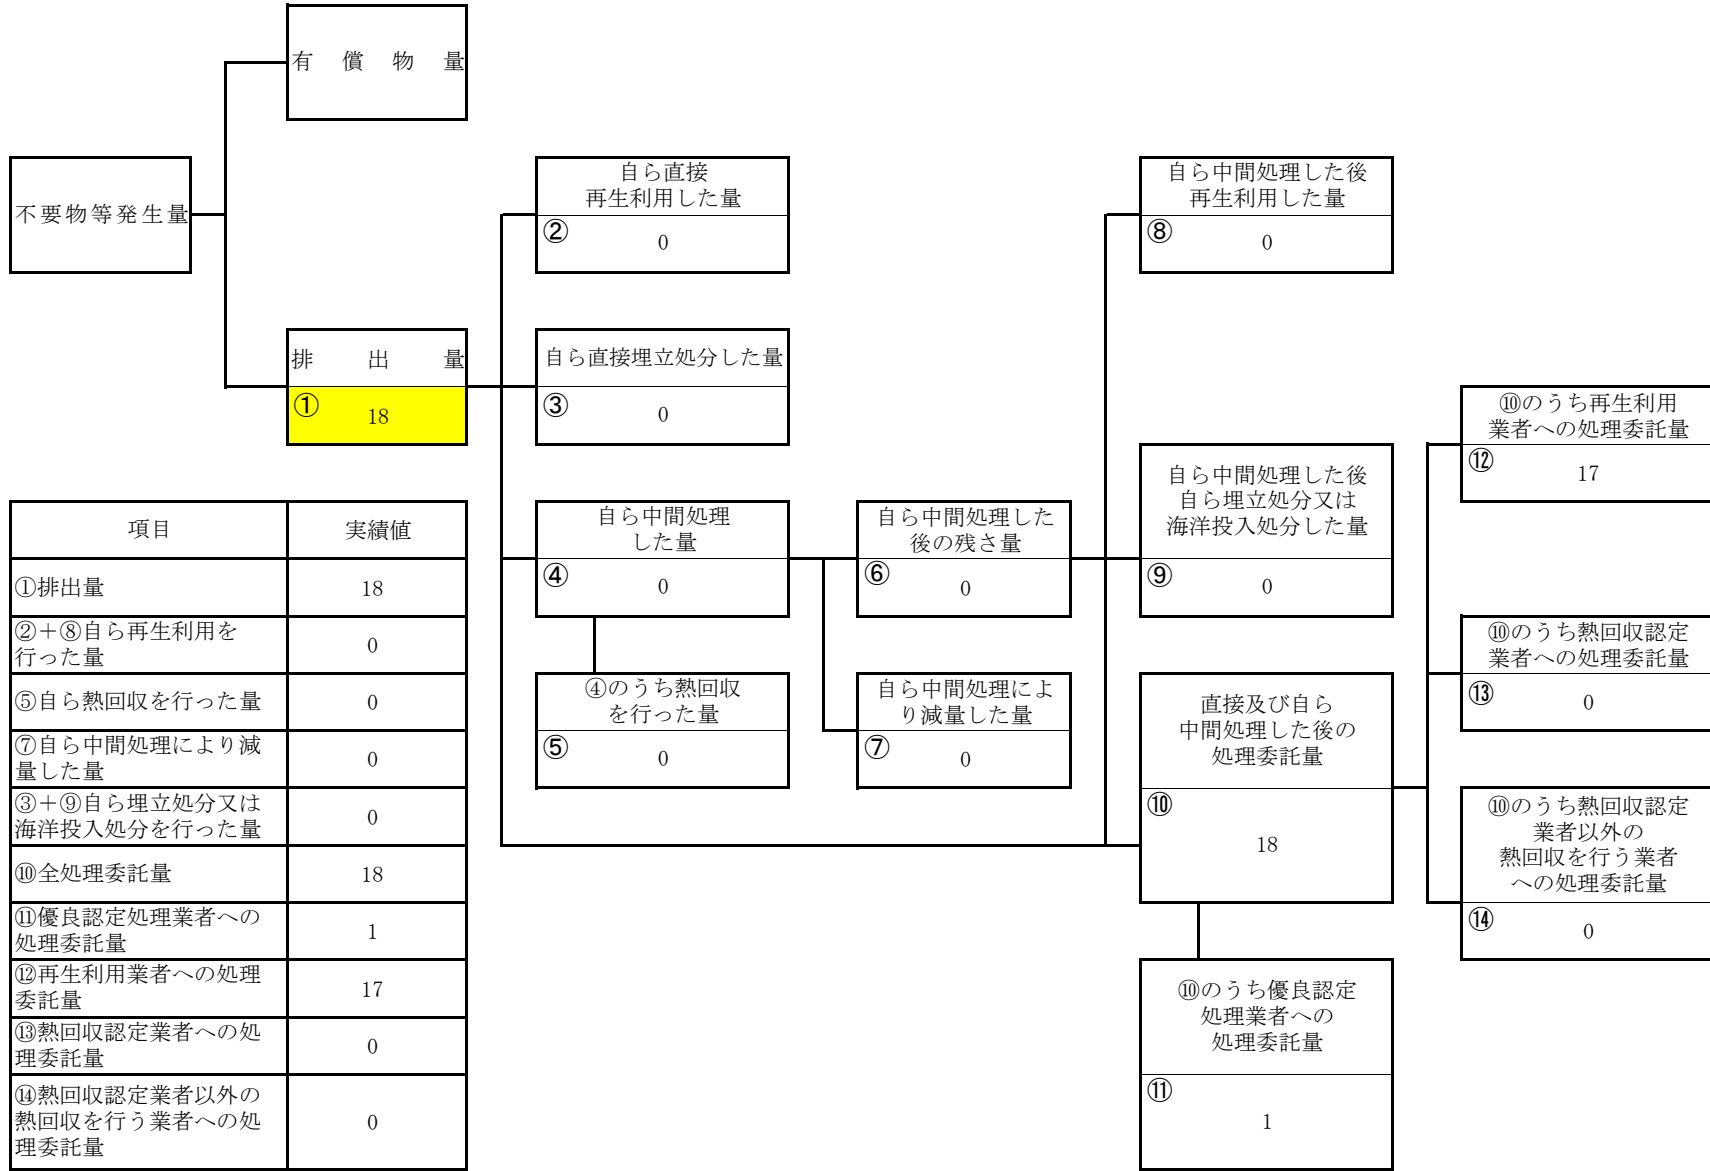 有償物量
不要物等発生量
排出量
① 18
自ら直接
再生利用した量
② 0
自ら直接埋立処分した量
③ 0
自ら中間処理
した量
④ 0
④のうち熱回収
を行った量
⑤ 0
自ら中間処理した
後の残さ量
⑥ 0
自ら中間処理によ
り減量した量
⑦ 0
自ら中間処理した後
再生利用した量
⑧ 0
自ら中間処理した後
自ら埋立処分又は
海洋投入処分した量
⑨ 0
直接及び自ら
中間処理した後の
処理委託量
⑩
18
⑩のうち優良認定
処理業者への
処理委託量
⑪
1
⑩のうち再生利用
業者への処理委託量
⑫ 17
⑩のうち熱回収認定
業者への処理委託量
⑬ 0
⑩のうち熱回収認定
業者以外の
熱回収を行う業者
への処理委託量
⑭ 0
項目 実績値
①排出量 18
②＋⑧自ら再生利用を
行った量 0
⑤自ら熱回収を行った量 0
⑦自ら中間処理により減
量した量 0
③＋⑨自ら埋立処分又は
海洋投入処分を行った量 0
⑩全処理委託量 18
⑪優良認定処理業者への
処理委託量 1
⑫再生利用業者への処理
委託量 17
⑬熱回収認定業者への処
理委託量 0
⑭熱回収認定業者以外の
熱回収を行う業者への処 0
理委託量